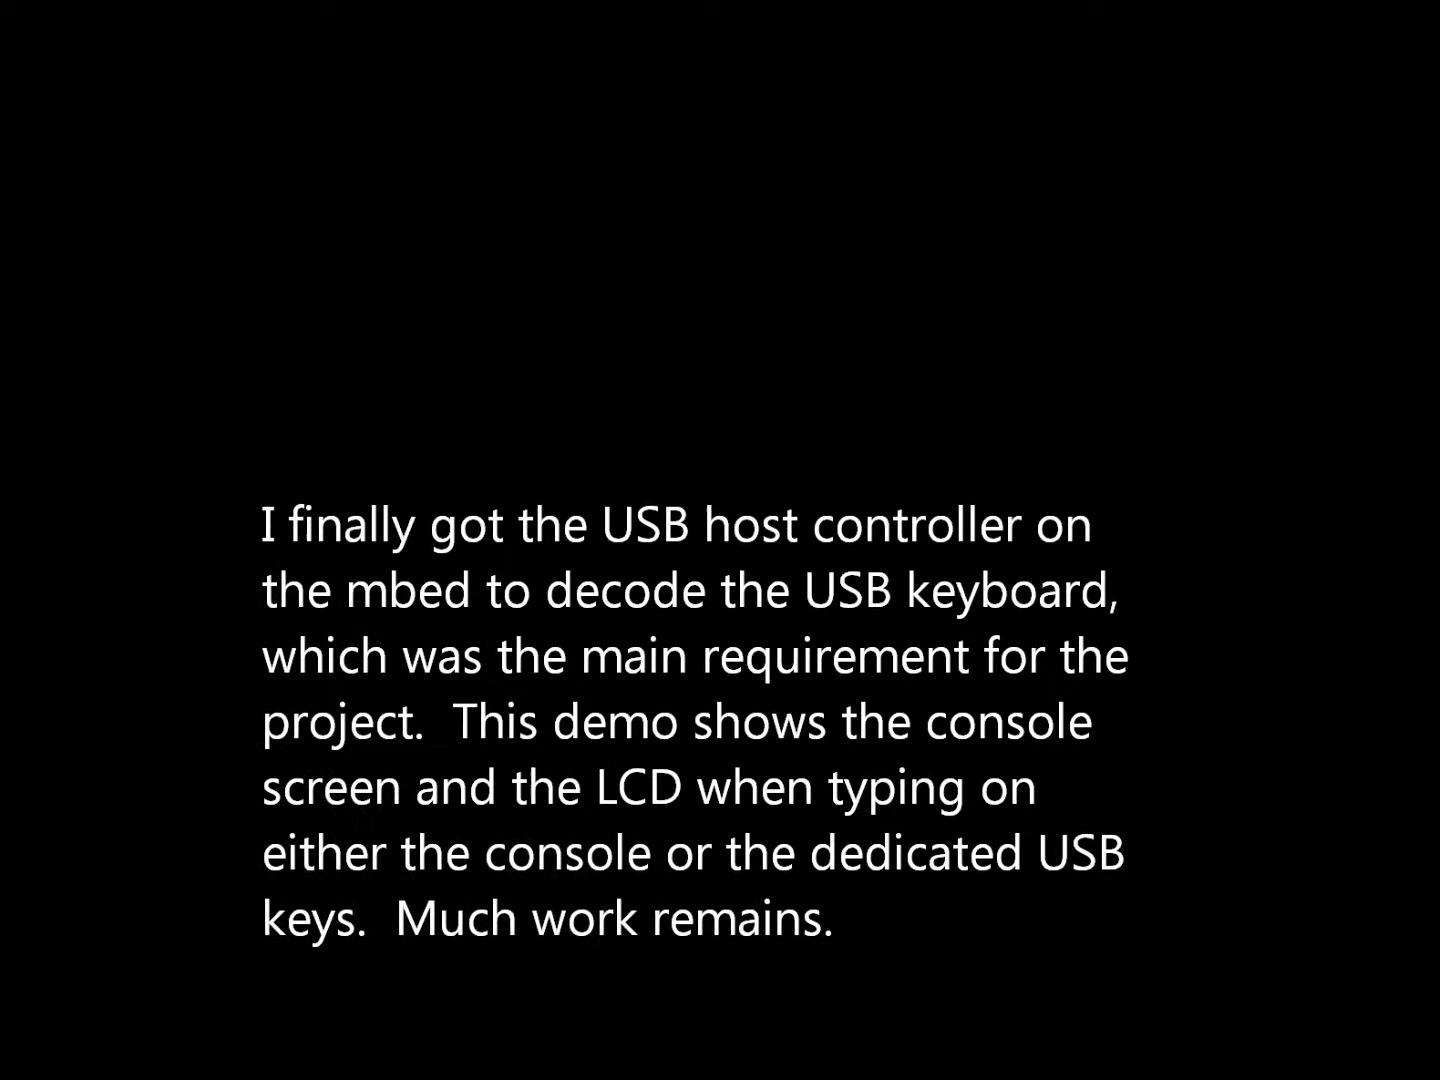 I finally got the USB host controller on
the mbed to decode the USB keyboard,
which was the main requirement for the
project.  This demo shows the console
screen and the LCD when typing on
either the console or the dedicated USB
keys.  Much work remains.